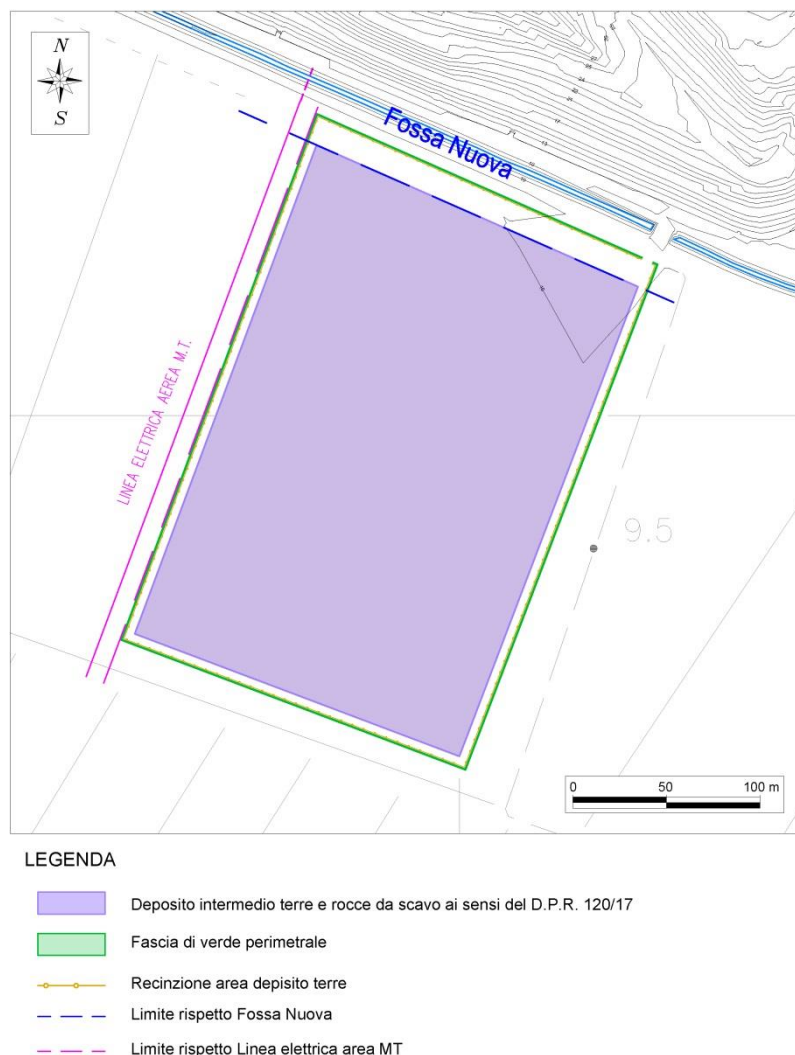 N
S
Fossa Nuova
LINEA ELETTRICA AEREA M.T.
9.5
0 50 100 m
LEGENDA
Deposito intermedio terre e rocce da scavo ai sensi del D.P.R. 120/17
Fascia di verde perimetrale
Recinzione area depisito terre
Limite rispetto Fossa Nuova
Limite rispetto Linea elettrica area MT